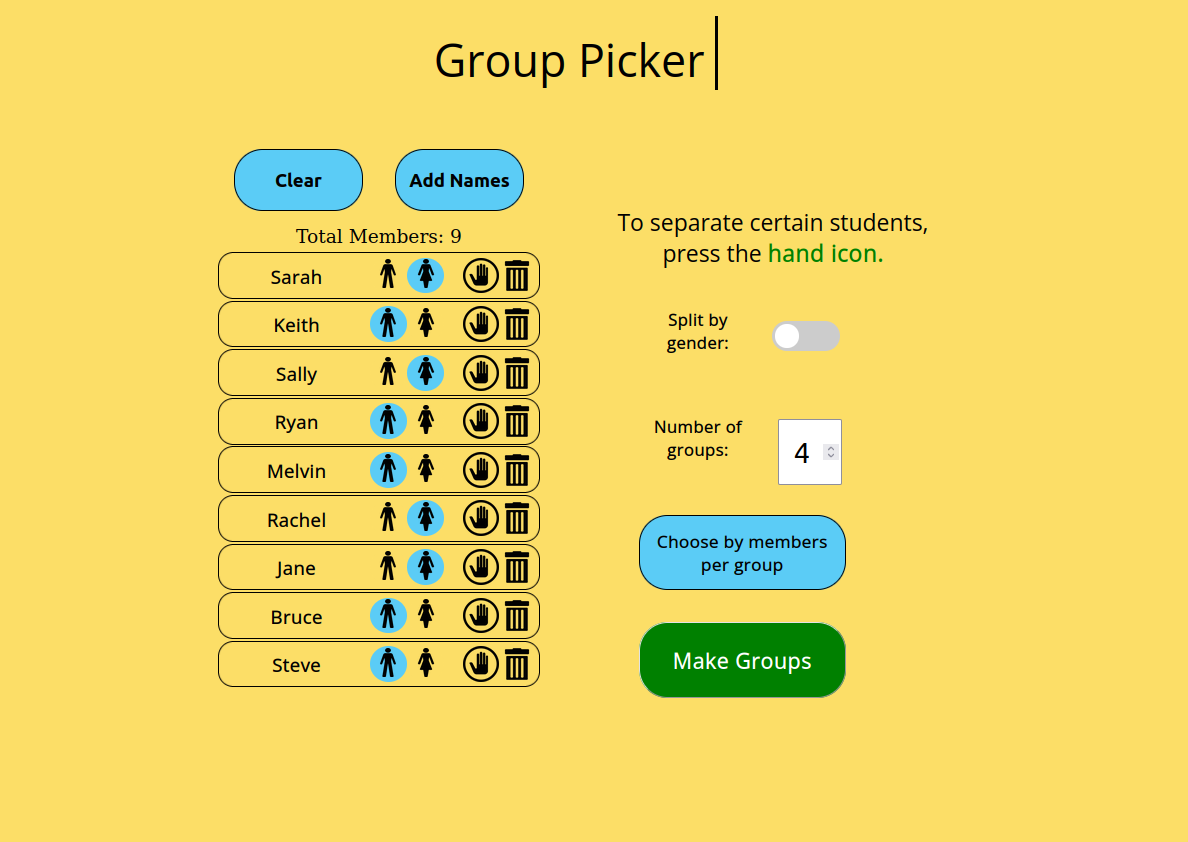 Group Picker
Clear
Add Names
Total Members: 9
Sarah
Keith
Sally
Ryan
Melvin
Rachel
Jane
Bruce
Steve
To separate certain students,
press the hand icon.
Split by
gender:
Number of
groups:
4
Choose by members
per group
Make Groups